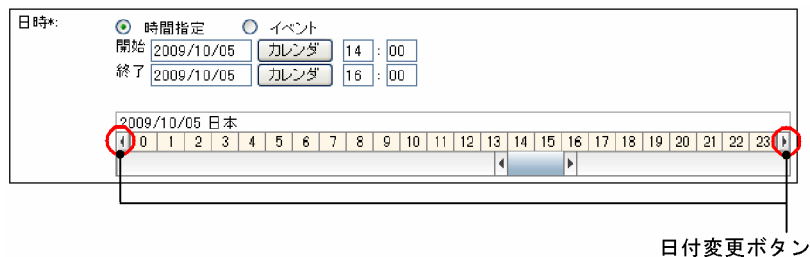 日時*:
時間指定 イベント
開始 2009/10/05 カレンダ 14 : 00
終了 2009/10/05 カレンダ 16 : 00
2009/10/05 日本
0 1 2 3 4 5 6 7 8 9 10 11 12 13 14 15 16 17 18 19 20 21 22 23
日付変更ボタン